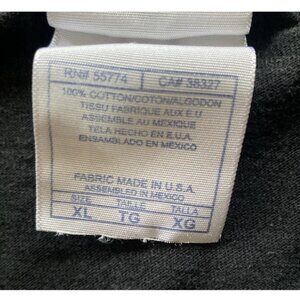 RN# 55774 CA# 38327
100% COTTON/COTON/ALGODON
TISSU FABRIQUE AUX E U
ASSEMBLE AU MEXIQUE
TELA HECHO EN E.U.A.
ENSAMBLADO EN MEXICO
FABRIC MADE IN U.S.A.
ASSEMBLED IN MEXICO
SIZE TAILLE TALLA
XL TG XG